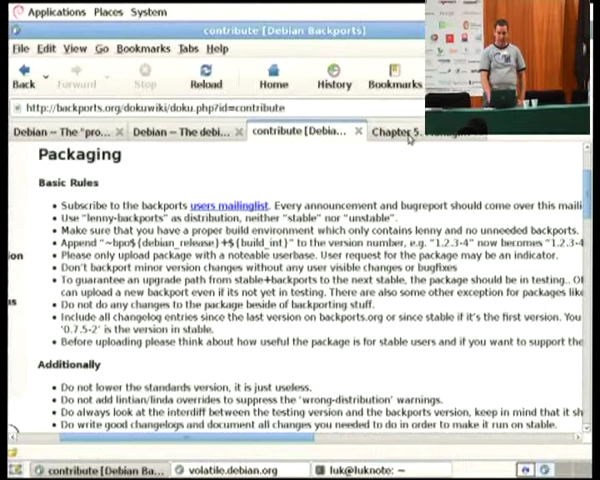 Applications Places System
contribute [Debian Backports]
File Edit View Go Bookmarks Tabs Help
Back Forward Stop Reload Home History Bookmarks
http://backports.org/dokuwiki/doku.php?id=contribute
Debian -- The "pro... Debian -- The debi... contribute [Debia... Chapter 5.
Packaging
Basic Rules
Subscribe to the backports users mailinglist. Every announcement and bugreport should come over this maili
Use "lenny-backports" as distribution, neither "stable" nor "unstable".
Make sure that you have a proper build environment which only contains lenny and no unneeded backports.
Append "~bpo${debian_release}+${build_int}" to the version number, e.g. "1.2.3-4" now becomes "1.2.3-4
Please only upload package with a noteable userbase. User request for the package may be an indicator.
ion
Don't backport minor version changes without any user visible changes or bugfixes
To guarantee an upgrade path from stable+backports to the next stable, the package should be in testing..
can upload a new backport even if its not yet in testing. There are also some other exception for packages like
Do not do any changes to the package beside of backporting stuff.
Include all changelog entries since the last version on backports.org or since stable if it's the first version. You
'0.7.5-2' is the version in stable.
Before uploading please think about how useful the package is for stable users and if you want to support the
Additionally
Do not lower the standards version, it is just useless.
Do not add lintian/linda overrides to suppress the 'wrong-distribution' warnings.
Do always look at the interdiff between the testing version and the backports version, keep in mind that it sh
Do write good changelogs and document all changes you needed to do in order to make it run on stable.
contribute [Debian Ba... volatile.debian.org luk@luknote: ~